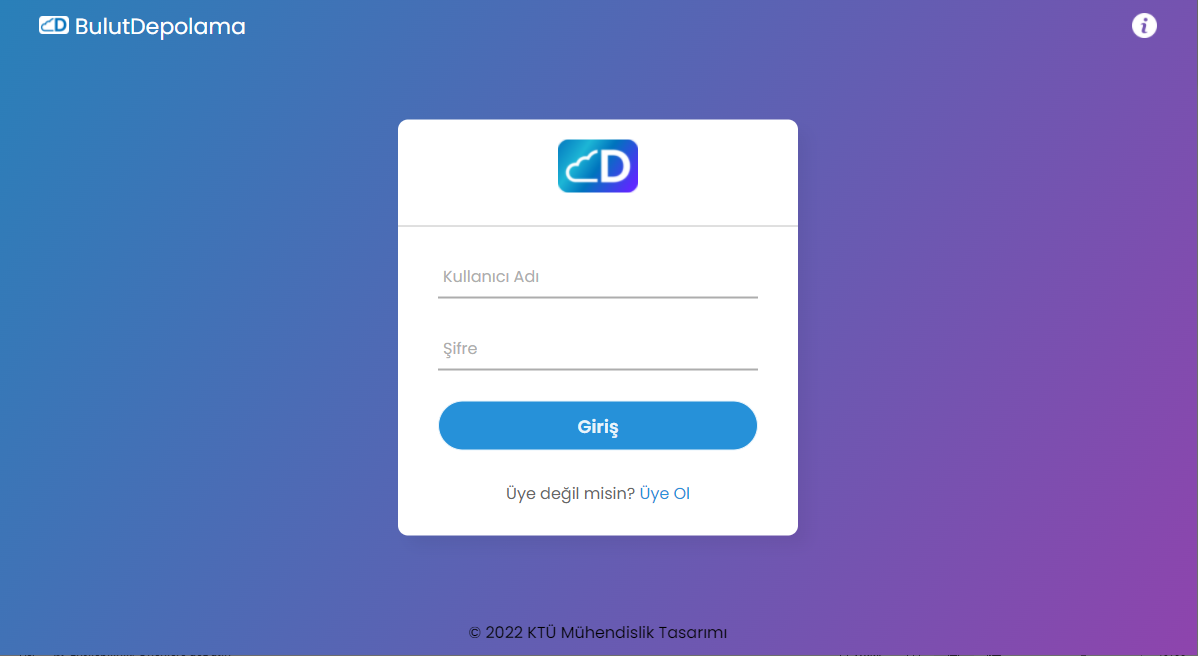 BulutDepolama
D
Kullanıcı Adı
Şifre
Giriş
Üye değil misin? Üye Ol
© 2022 KTÜ Mühendislik Tasarımı